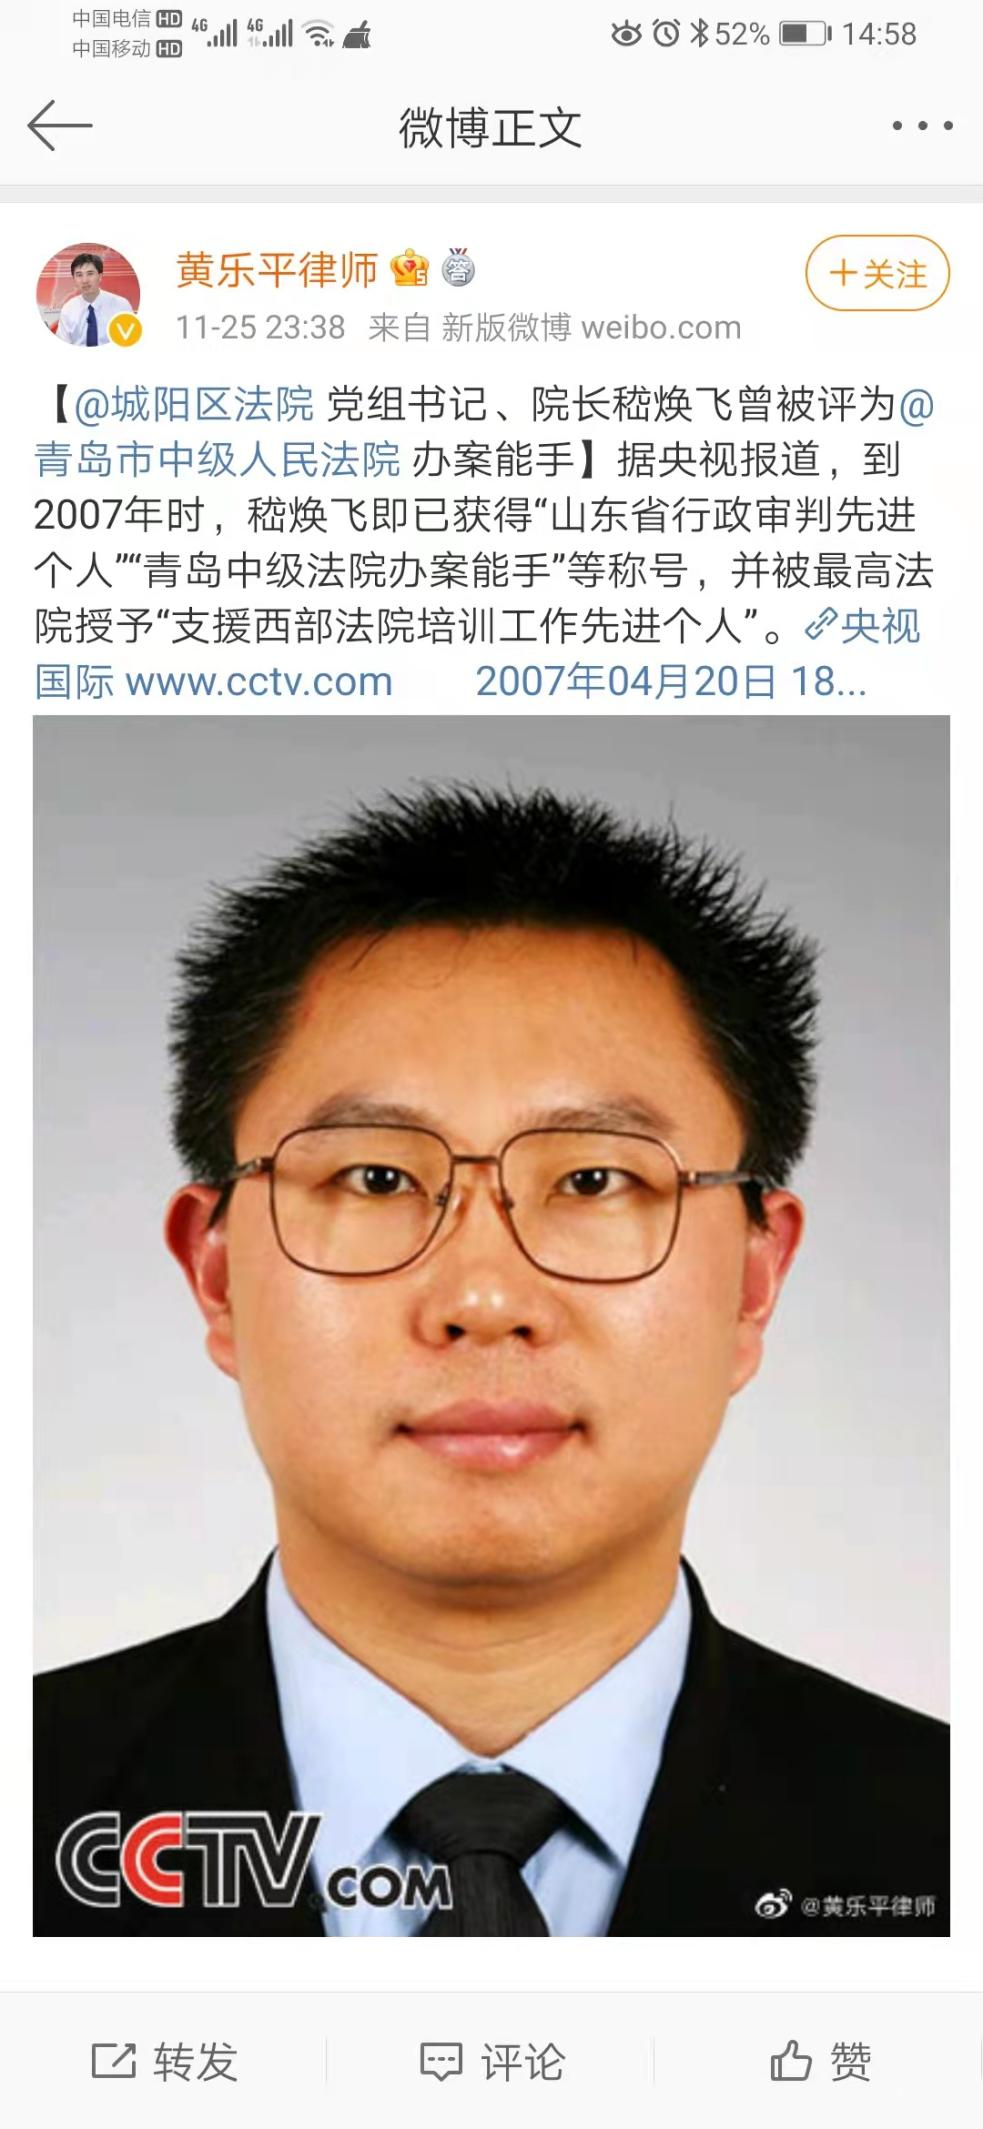 中国电信 HD 4G 4G 52% 14:58
中国移动 HD
微博正文
黄乐平律师 5 答
+关注
11-25 23:38 来自 新版微博 weibo.com
【@城阳区法院 党组书记、院长嵇焕飞曾被评为@
青岛市中级人民法院 办案能手】据央视报道，到
2007年时，嵇焕飞即已获得“山东省行政审判先进
个人”“青岛中级法院办案能手”等称号，并被最高法
院授予“支援西部法院培训工作先进个人”。央视
国际 www.cctv.com 2007年04月20日 18...
CCTV.COM
@黄乐平律师
转发 评论 赞